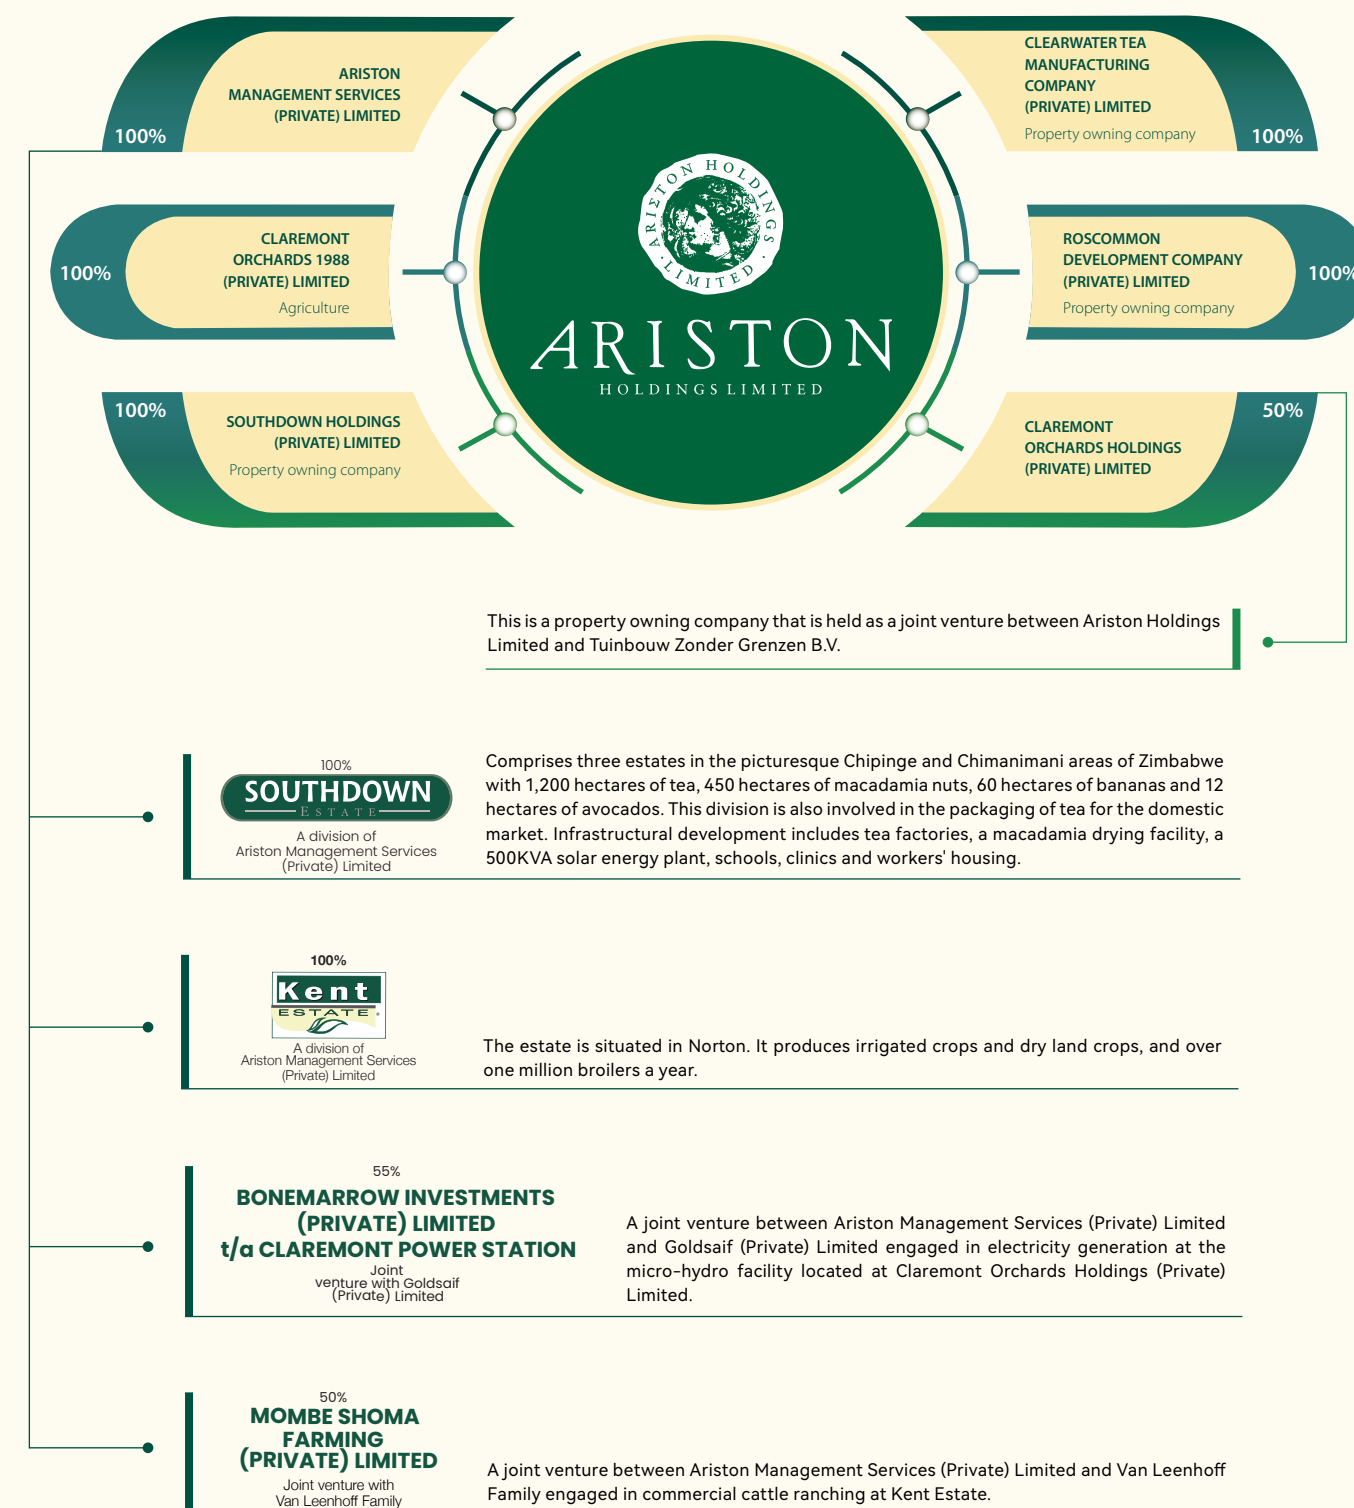 ARISTON
MANAGEMENT SERVICES
(PRIVATE) LIMITED
100%
CLAREMONT
ORCHARDS 1988
(PRIVATE) LIMITED
Agriculture
100%
SOUTHDOWN HOLDINGS
(PRIVATE) LIMITED
Property owning company
100%
ARISTON HOLDINGS
· LIMITED ·
ARISTON
HOLDINGS LIMITED
CLEARWATER TEA
MANUFACTURING
COMPANY
(PRIVATE) LIMITED
Property owning company
100%
ROSCOMMON
DEVELOPMENT COMPANY
(PRIVATE) LIMITED
Property owning company
100%
CLAREMONT
ORCHARDS HOLDINGS
(PRIVATE) LIMITED
50%
This is a property owning company that is held as a joint venture between Ariston Holdings
Limited and Tuinbouw Zonder Grenzen B.V.
100%
SOUTHDOWN
ESTATE
A division of
Ariston Management Services
(Private) Limited
Comprises three estates in the picturesque Chipinge and Chimanimani areas of Zimbabwe
with 1,200 hectares of tea, 450 hectares of macadamia nuts, 60 hectares of bananas and 12
hectares of avocados. This division is also involved in the packaging of tea for the domestic
market. Infrastructural development includes tea factories, a macadamia drying facility, a
500KVA solar energy plant, schools, clinics and workers' housing.
100%
Kent
ESTATE
A division of
Ariston Management Services
(Private) Limited
The estate is situated in Norton. It produces irrigated crops and dry land crops, and over
one million broilers a year.
55%
BONEMARROW INVESTMENTS
(PRIVATE) LIMITED
t/a CLAREMONT POWER STATION
Joint
venture with Goldsaif
(Private) Limited
A joint venture between Ariston Management Services (Private) Limited
and Goldsaif (Private) Limited engaged in electricity generation at the
micro-hydro facility located at Claremont Orchards Holdings (Private)
Limited.
50%
MOMBE SHOMA
FARMING
(PRIVATE) LIMITED
Joint venture with
Van Leenhoff Family
A joint venture between Ariston Management Services (Private) Limited and Van Leenhoff
Family engaged in commercial cattle ranching at Kent Estate.